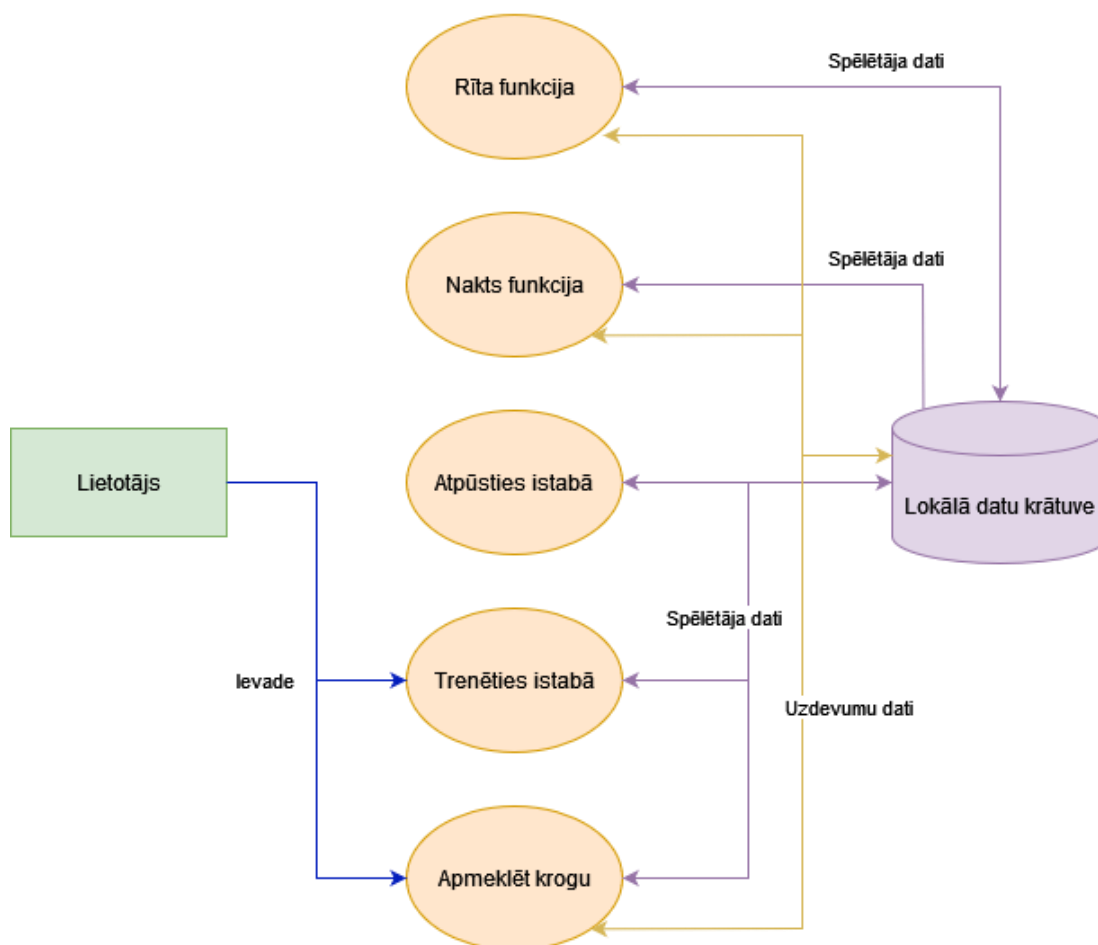 Spēlētāja dati
Rīta funkcija
Spēlētāja dati
Nakts funkcija
Lietotājs
Atpūsties istabā
Lokālā datu krātuve
Spēlētāja dati
Ievade
Trenēties istabā
Uzdevumu dati
Apmeklēt krogu